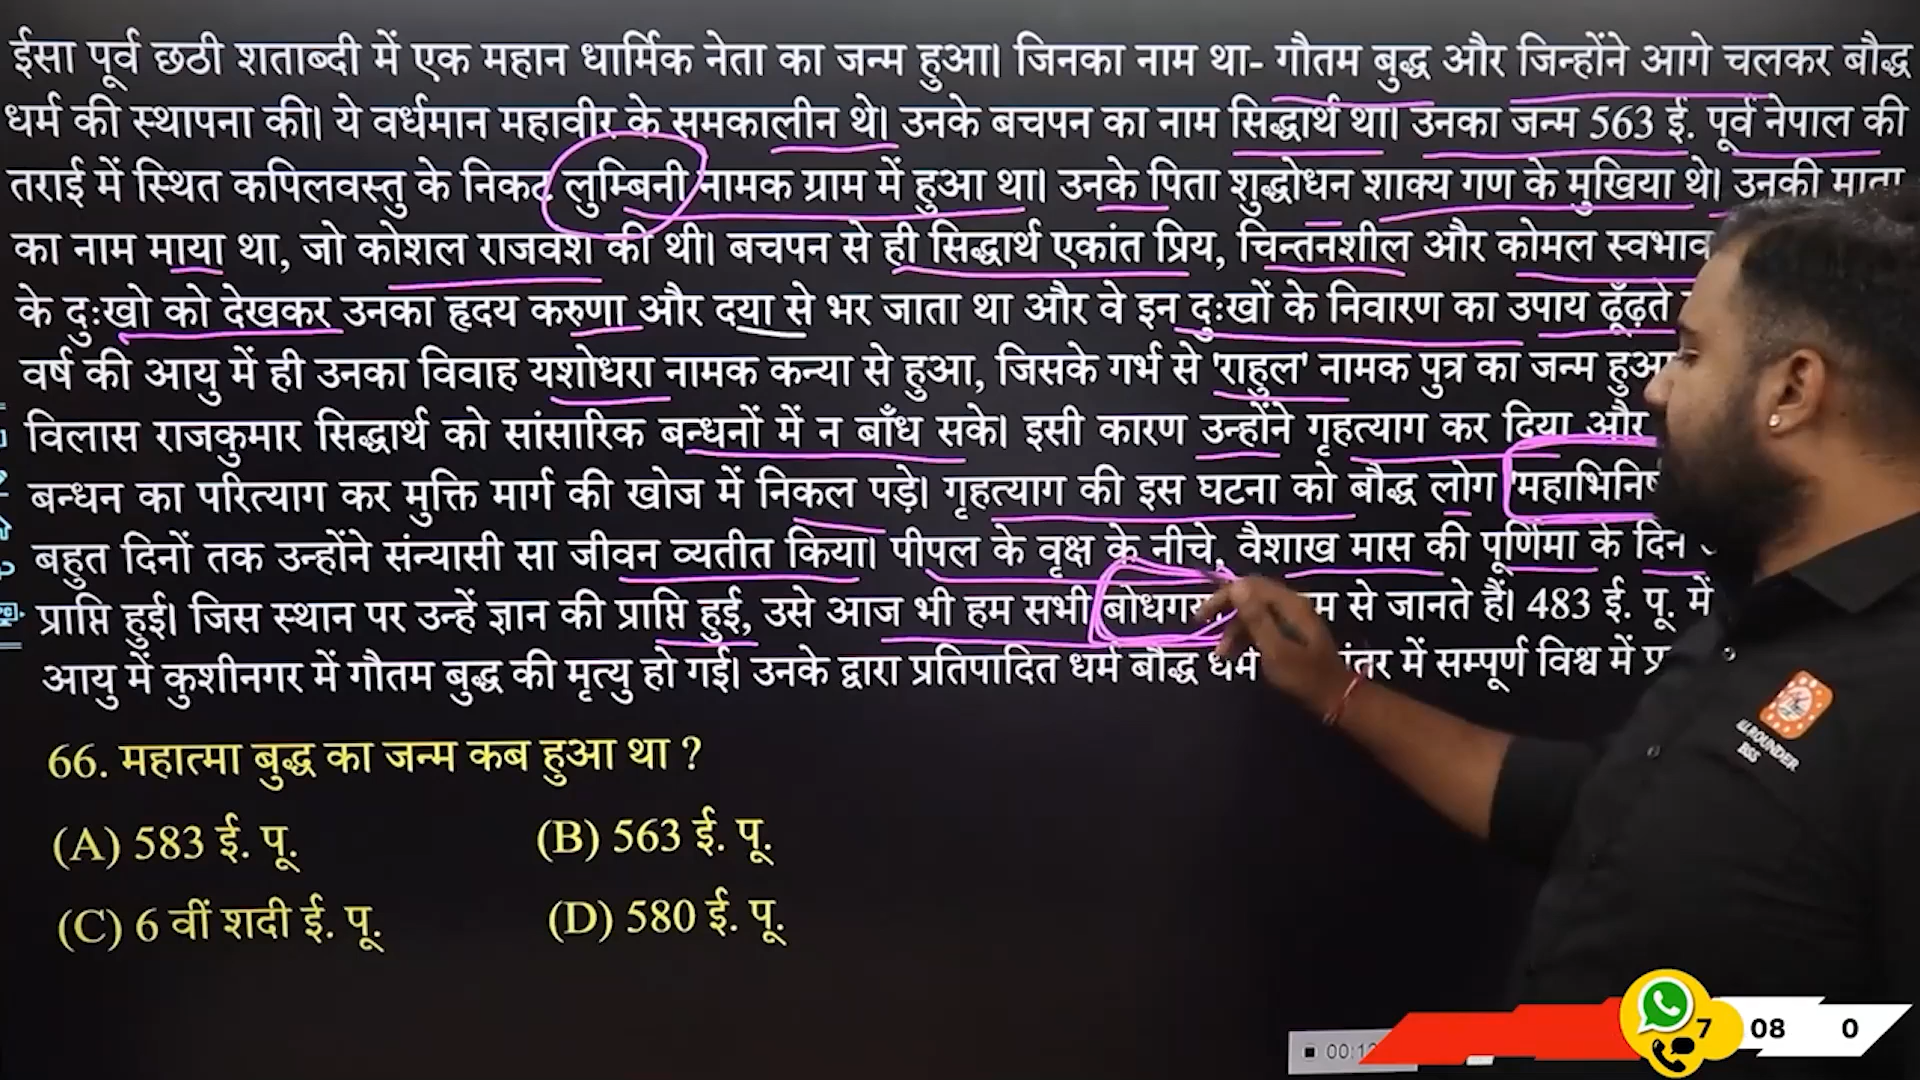 ईसा पूर्व छठी शताब्दी में एक महान धार्मिक नेता का जन्म हुआ। जिनका नाम था- गौतम बुद्ध और जिन्होंने आगे चलकर बौद्ध
धर्म की स्थापना की। ये वर्धमान महावीर के समकालीन थे। उनके बचपन का नाम सिद्धार्थ था। उनका जन्म 563 ई. पूर्व नेपाल की
तराई में स्थित कपिलवस्तु के निकट लुम्बिनी नामक ग्राम में हुआ था। उनके पिता शुद्धोधन शाक्य गण के मुखिया थे। उनकी माता
का नाम माया था, जो कोशल राजवंश की थी। बचपन से ही सिद्धार्थ एकांत प्रिय, चिन्तनशील और कोमल स्वभाव
के दुःखो को देखकर उनका हृदय करुणा और दया से भर जाता था और वे इन दुःखों के निवारण का उपाय ढूँढ़ते
वर्ष की आयु में ही उनका विवाह यशोधरा नामक कन्या से हुआ, जिसके गर्भ से 'राहुल' नामक पुत्र का जन्म हुआ
विलास राजकुमार सिद्धार्थ को सांसारिक बन्धनों में न बाँध सके। इसी कारण उन्होंने गृहत्याग कर दिया और
बन्धन का परित्याग कर मुक्ति मार्ग की खोज में निकल पड़े। गृहत्याग की इस घटना को बौद्ध लोग
बहुत दिनों तक उन्होंने संन्यासी सा जीवन व्यतीत किया। पीपल के वृक्ष के नीचे, वैशाख मास की पूर्णिमा के दिन
प्राप्ति हुई। जिस स्थान पर उन्हें ज्ञान की प्राप्ति हुई, उसे आज भी हम सभी से जानते हैं। 483 ई. पू. में
आयु में कुशीनगर में गौतम बुद्ध की मृत्यु हो गई। उनके द्वारा प्रतिपादित धर्म बौद्ध धर्म में सम्पूर्ण विश्व में
66. महात्मा बुद्ध का जन्म कब हुआ था ?
(A) 583 ई. पू. (B) 563 ई. पू.
(C) 6 वीं शदी ई. पू. (D) 580 ई. पू.
BSS
7 08 0